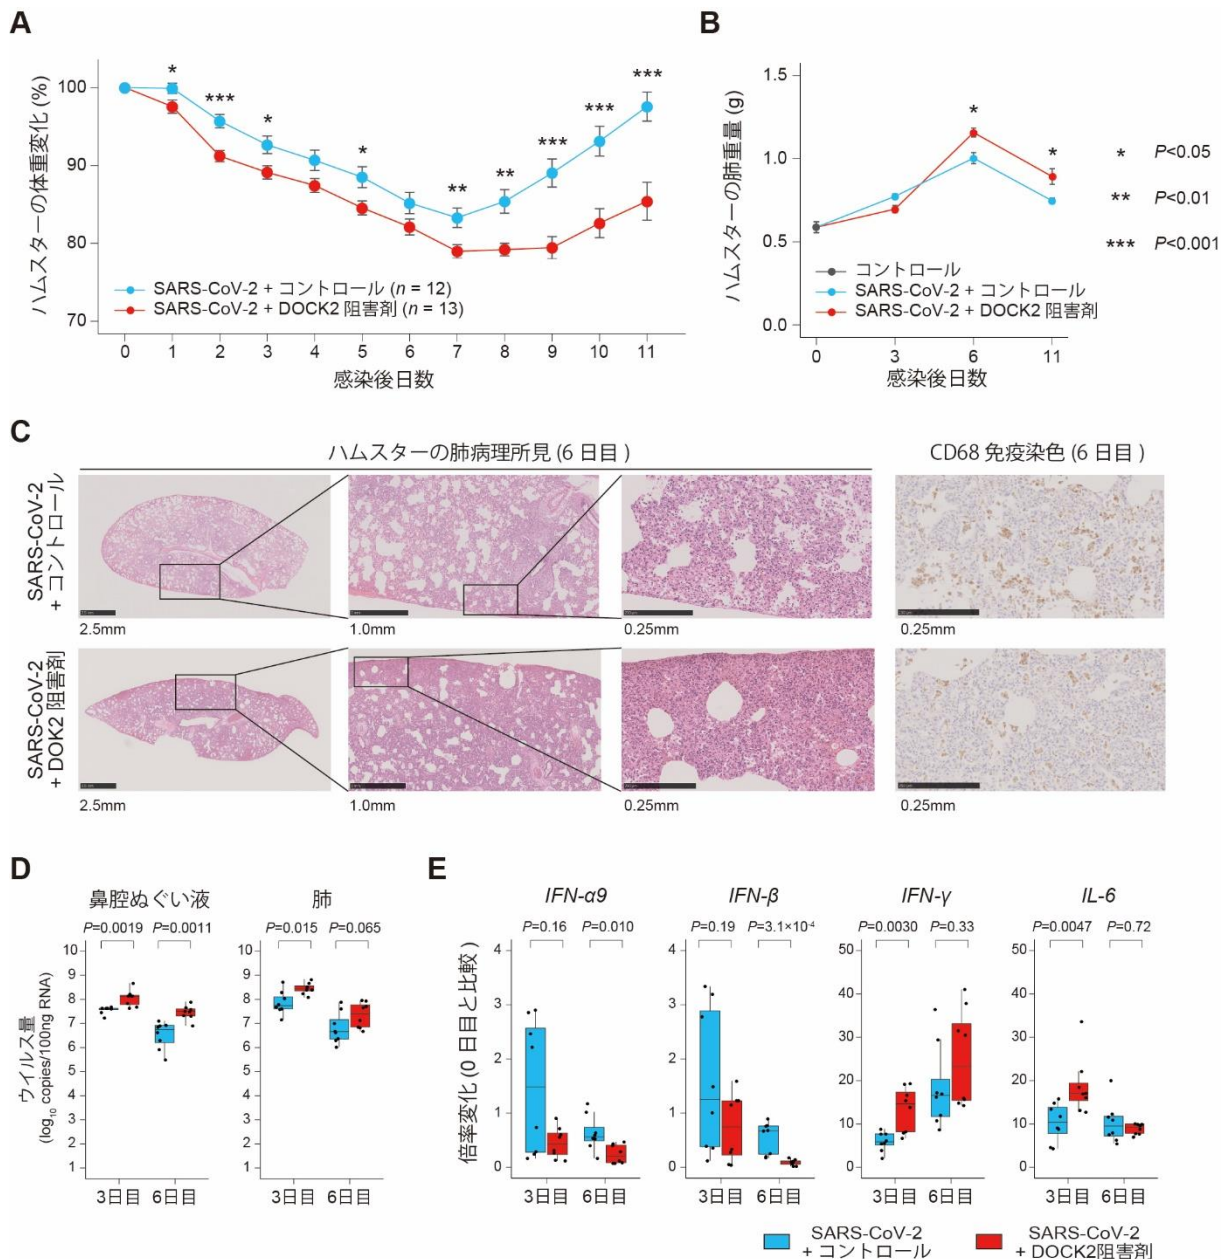 A
ハムスターの体重変化 (%)
100
90
80
70
*
***
*
*
**
**
***
***
***
SARS-CoV-2 + コントロール (n = 12)
SARS-CoV-2 + DOCK2 阻害剤 (n = 13)
0 1 2 3 4 5 6 7 8 9 10 11
感染後日数
B
ハムスターの肺重量 (g)
1.5
1.0
0.5
0.0
*
*
* P<0.05
** P<0.01
*** P<0.001
コントロール
SARS-CoV-2 + コントロール
SARS-CoV-2 + DOCK2 阻害剤
0 3 6 11
感染後日数
C
ハムスターの肺病理所見 (6 日目 )
CD68 免疫染色 (6 日目 )
SARS-CoV-2
+ コントロール
2.5mm 1.0mm 0.25mm 0.25mm
SARS-CoV-2
+ DOK2 阻害剤
2.5mm 1.0mm 0.25mm 0.25mm
D
鼻腔ぬぐい液
肺
P=0.0019 P=0.0011
P=0.015 P=0.065
ウイルス量
(log10 copies/100ng RNA)
10
9
8
7
6
5
4
3
2
1
3日目 6日目
10
9
8
7
6
5
4
3
2
1
3日目 6日目
E
倍率変化 (0 日目と比較)
IFN-α9
P=0.16 P=0.010
4
3
2
1
0
3日目 6日目
IFN-β
P=0.19 P=3.1×10-4
4
3
2
1
0
3日目 6日目
IFN-γ
P=0.0030 P=0.33
50
40
30
20
10
0
3日目 6日目
IL-6
P=0.0047 P=0.72
50
40
30
20
10
0
3日目 6日目
SARS-CoV-2
+ コントロール
SARS-CoV-2
+ DOCK2阻害剤